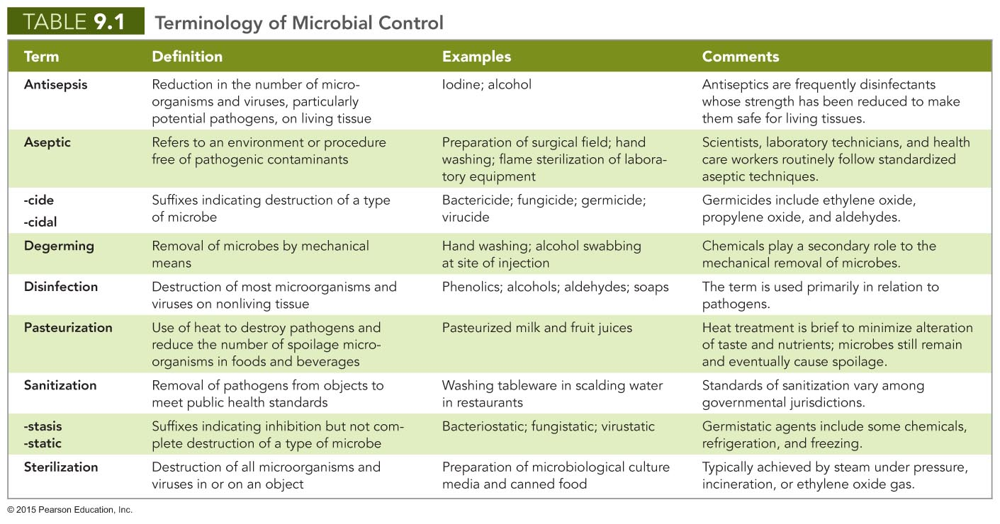 TABLE 9.1 Terminology of Microbial Control
Term Definition Examples Comments
Antisepsis
Reduction in the number of micro-
organisms and viruses, particularly
potential pathogens, on living tissue
Iodine; alcohol
Antiseptics are frequently disinfectants
whose strength has been reduced to make
them safe for living tissues.
Aseptic
Refers to an environment or procedure
free of pathogenic contaminants
Preparation of surgical field; hand
washing; flame sterilization of labora-
tory equipment
Scientists, laboratory technicians, and health
care workers routinely follow standardized
aseptic techniques.
-cide
-cidal
Suffixes indicating destruction of a type
of microbe
Bactericide; fungicide; germicide;
virucide
Germicides include ethylene oxide,
propylene oxide, and aldehydes.
Degerming
Removal of microbes by mechanical
means
Hand washing; alcohol swabbing
at site of injection
Chemicals play a secondary role to the
mechanical removal of microbes.
Disinfection
Destruction of most microorganisms and
viruses on nonliving tissue
Phenolics; alcohols; aldehydes; soaps
The term is used primarily in relation to
pathogens.
Pasteurization
Use of heat to destroy pathogens and
reduce the number of spoilage micro-
organisms in foods and beverages
Pasteurized milk and fruit juices
Heat treatment is brief to minimize alteration
of taste and nutrients; microbes still remain
and eventually cause spoilage.
Sanitization
Removal of pathogens from objects to
meet public health standards
Washing tableware in scalding water
in restaurants
Standards of sanitization vary among
governmental jurisdictions.
-stasis
-static
Suffixes indicating inhibition but not com-
plete destruction of a type of microbe
Bacteriostatic; fungistatic; virustatic
Germistatic agents include some chemicals,
refrigeration, and freezing.
Sterilization
Destruction of all microorganisms and
viruses in or on an object
Preparation of microbiological culture
media and canned food
Typically achieved by steam under pressure,
incineration, or ethylene oxide gas.
© 2015 Pearson Education, Inc.